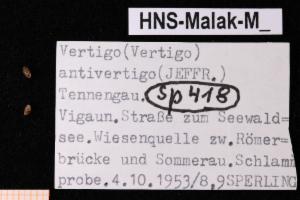 HNS-Malak-M_
Vertigo(Vertigo)
antivertigo(JEFFR.)
Tennengau. Sp 418
Vigaun.Straße zum Seewald=
see.Wiesenquelle zw.Römer-
brücke und Sommerau.Schlamm
probe.4.10.1953/8,9SPERLING